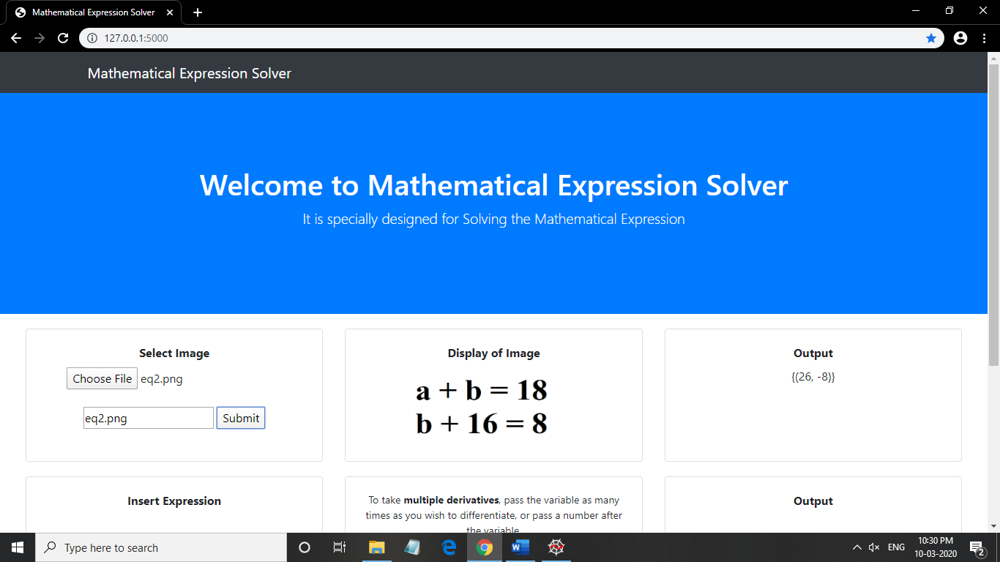 Mathematical Expression Solver
127.0.0.1:5000
Mathematical Expression Solver
Welcome to Mathematical Expression Solver
It is specially designed for Solving the Mathematical Expression
Select Image
Choose File eq2.png
eq2.png Submit
Display of Image
a + b = 18
b + 16 = 8
Output
{(26, -8)}
Insert Expression
To take multiple derivatives, pass the variable as many
times as you wish to differentiate, or pass a number after
the variable
Output
Type here to search
ENG
10:30 PM
10-03-2020
2